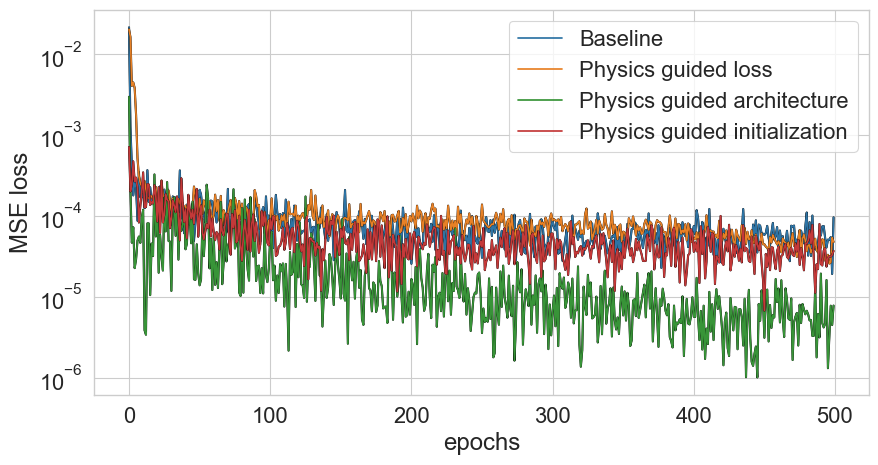 Baseline
Physics guided loss
Physics guided architecture
Physics guided initialization
MSE loss
10⁻²
10⁻³
10⁻⁴
10⁻⁵
10⁻⁶
0 100 200 300 400 500
epochs